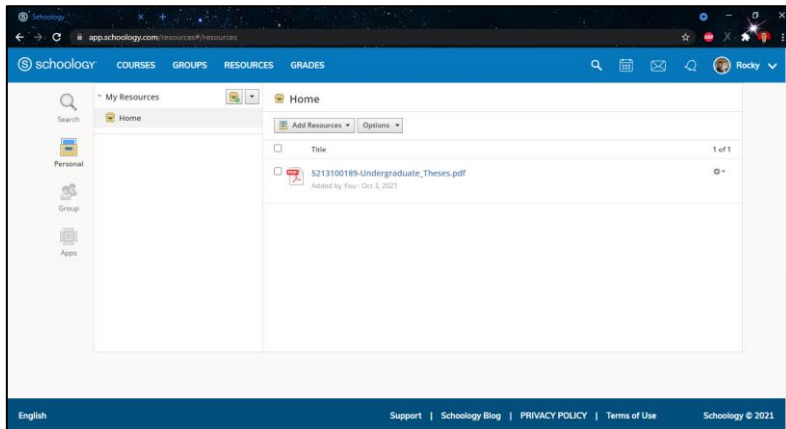 Schoology
app.schoology.com/resources#/resources
schoology COURSES GROUPS RESOURCES GRADES Rocky
Search
Personal
Group
Apps
My Resources
Home
Home
Add Resources Options
Title 1 of 1
5213100189-Undergraduate_Theses.pdf
Added by You · Oct 3, 2021
English Support | Schoology Blog | PRIVACY POLICY | Terms of Use Schoology © 2021